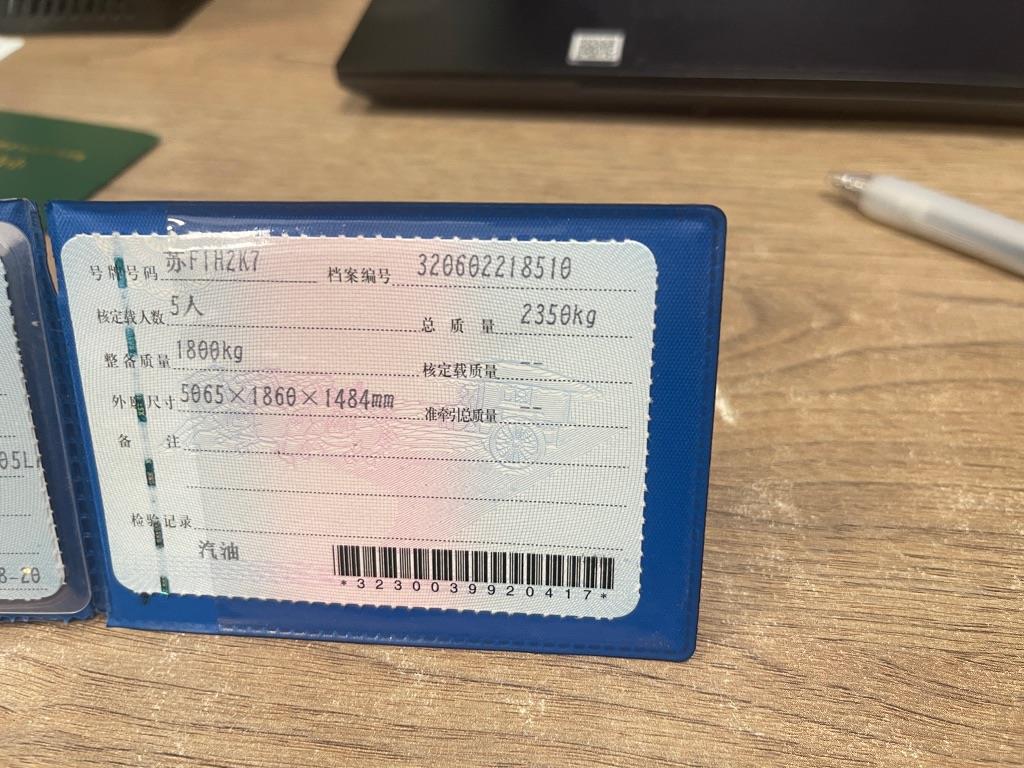 号牌号码 苏F1H2K7 档案编号 320602218510
核定载人数 5人 总质量 2350kg
整备质量 1800kg 核定载质量 --
外廓尺寸 5065×1860×1484mm 准牵引总质量 --
备注
检验记录
汽油
*3230039920417*
05L
8-20